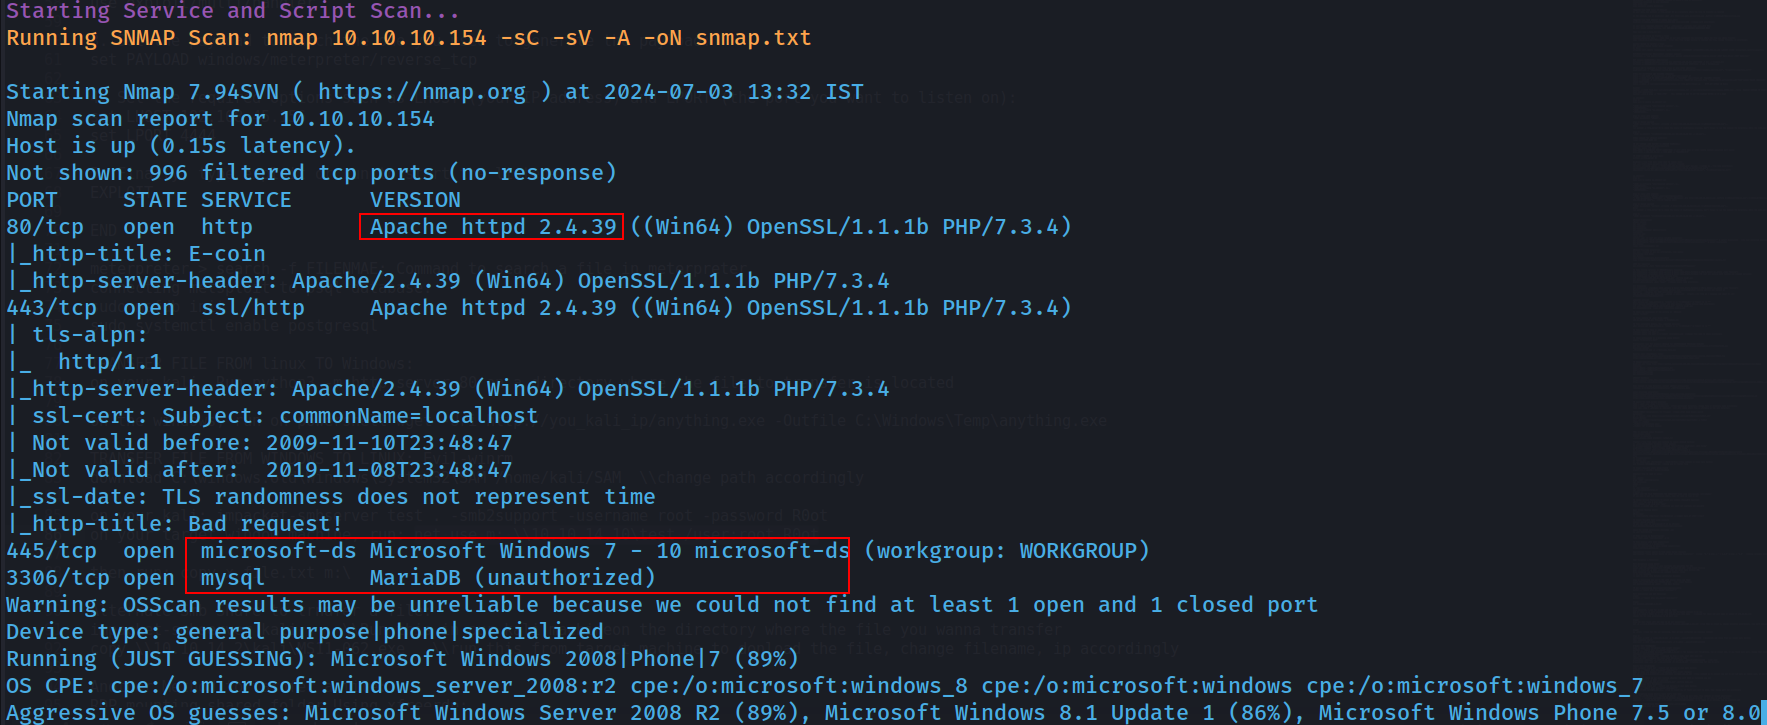 Starting Service and Script Scan...
Running SNMAP Scan: nmap 10.10.10.154 -sC -sV -A -oN snmap.txt
set PAYLOAD windows/meterpreter/reverse_tcp
Starting Nmap 7.94SVN ( https://nmap.org ) at 2024-07-03 13:32 IST
Nmap scan report for 10.10.10.154
Host is up (0.15s latency).
Not shown: 996 filtered tcp ports (no-response)
PORT     STATE SERVICE      VERSION
80/tcp   open  http         Apache httpd 2.4.39 ((Win64) OpenSSL/1.1.1b PHP/7.3.4)
|_http-title: E-coin
|_http-server-header: Apache/2.4.39 (Win64) OpenSSL/1.1.1b PHP/7.3.4
443/tcp  open  ssl/http     Apache httpd 2.4.39 ((Win64) OpenSSL/1.1.1b PHP/7.3.4)
| tls-alpn:
|_  http/1.1
|_http-server-header: Apache/2.4.39 (Win64) OpenSSL/1.1.1b PHP/7.3.4
| ssl-cert: Subject: commonName=localhost
| Not valid before: 2009-11-10T23:48:47
|_Not valid after:  2019-11-08T23:48:47
|_ssl-date: TLS randomness does not represent time
|_http-title: Bad request!
445/tcp  open  microsoft-ds Microsoft Windows 7 - 10 microsoft-ds (workgroup: WORKGROUP)
3306/tcp open  mysql        MariaDB (unauthorized)
Warning: OSScan results may be unreliable because we could not find at least 1 open and 1 closed port
Device type: general purpose|phone|specialized
Running (JUST GUESSING): Microsoft Windows 2008|Phone|7 (89%)
OS CPE: cpe:/o:microsoft:windows_server_2008:r2 cpe:/o:microsoft:windows_8 cpe:/o:microsoft:windows cpe:/o:microsoft:windows_7
Aggressive OS guesses: Microsoft Windows Server 2008 R2 (89%), Microsoft Windows 8.1 Update 1 (86%), Microsoft Windows Phone 7.5 or 8.0